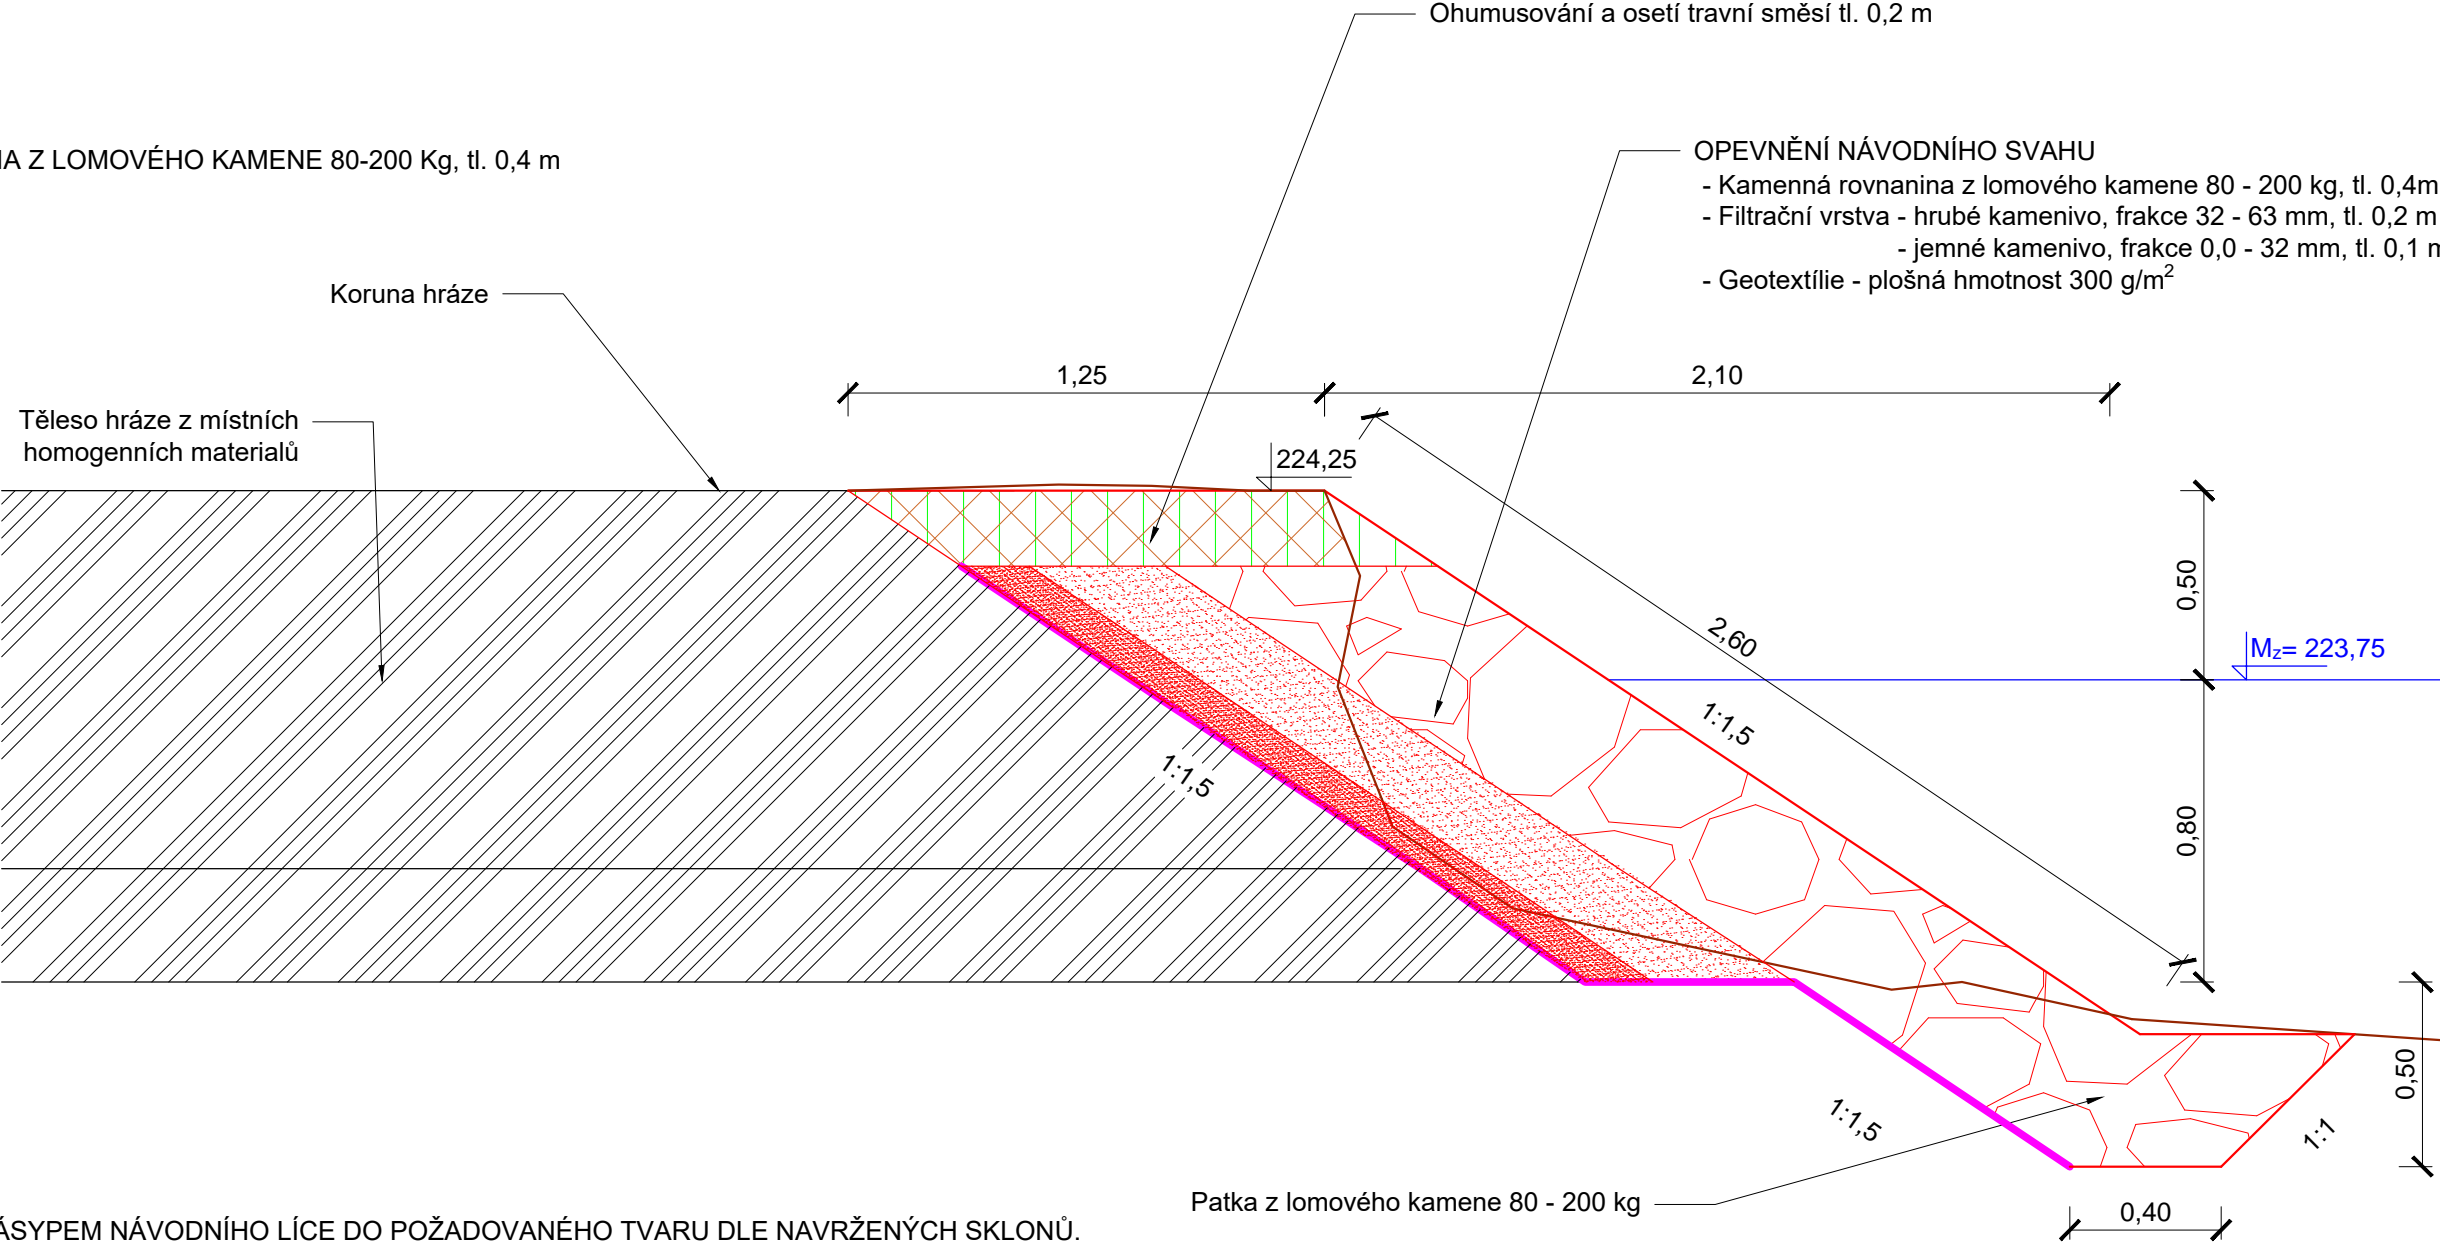 Ohumusování a osetí travní směsí tl. 0,2 m
Z LOMOVÉHO KAMENE 80-200 Kg, tl. 0,4 m
OPEVNĚNÍ NÁVODNÍHO SVAHU
- Kamenná rovnanina z lomového kamene 80 - 200 kg, tl. 0,4m
- Filtrační vrstva - hrubé kamenivo, frakce 32 - 63 mm, tl. 0,2 m
- jemné kamenivo, frakce 0,0 - 32 mm, tl. 0,1 m
- Geotextílie - plošná hmotnost 300 g/m²
Koruna hráze
1,25
2,10
Těleso hráze z místních
homogenních materialů
224,25
0,50
2,60
Mz= 223,75
1:1,5
1:1,5
0,80
0,50
1:1,5
1:1
Patka z lomového kamene 80 - 200 kg
0,40
NÁVODNÍHO LÍCE DO POŽADOVANÉHO TVARU DLE NAVRŽENÝCH SKLONŮ.